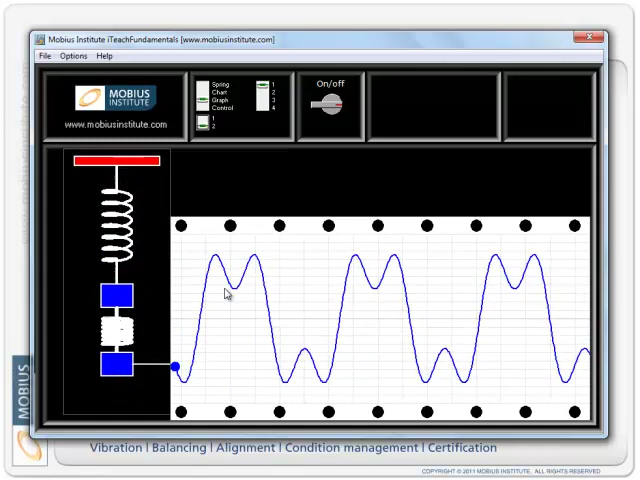 Mobius Institute iTeachFundamentals [www.mobiusinstitute.com]
File Options Help
MOBIUS
INSTITUTE
www.mobiusinstitute.com
Spring
Chart
Graph
Control
1
2
1
2
3
4
On/off
MOBIUS
Vibration | Balancing | Alignment | Condition management | Certification
COPYRIGHT © 2011 MOBIUS INSTITUTE. ALL RIGHTS RESERVED